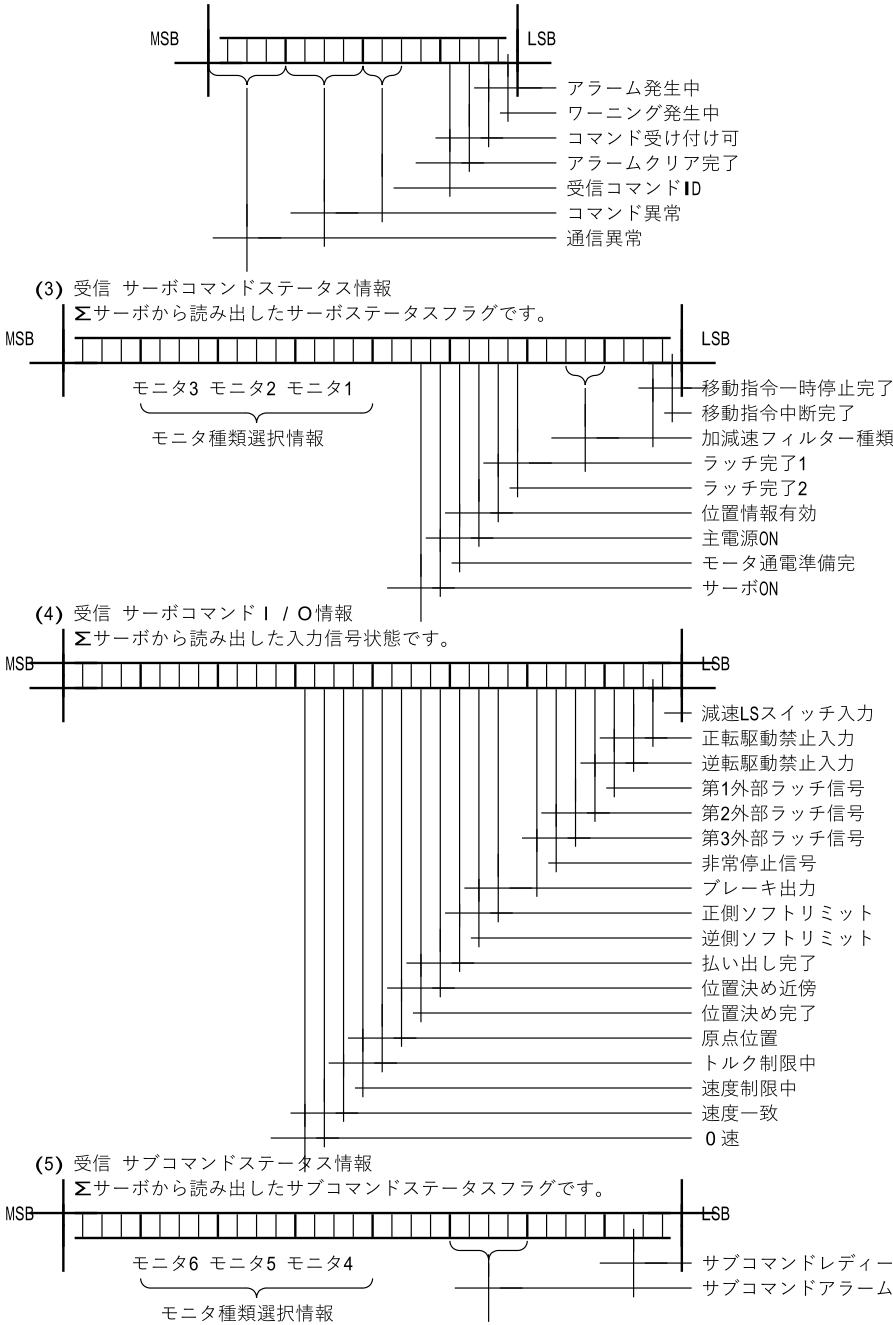 MSB LSB
アラーム発生中
ワーニング発生中
コマンド受け付け可
アラームクリア完了
受信コマンドID
コマンド異常
通信異常
(3) 受信 サーボコマンドステータス情報
Σサーボから読み出したサーボステータスフラグです。
MSB LSB
モニタ3 モニタ2 モニタ1
モニタ種類選択情報
移動指令一時停止完了
移動指令中断完了
加減速フィルター種類
ラッチ完了1
ラッチ完了2
位置情報有効
主電源ON
モータ通電準備完
サーボON
(4) 受信 サーボコマンドI / O情報
Σサーボから読み出した入力信号状態です。
MSB LSB
減速LSスイッチ入力
正転駆動禁止入力
逆転駆動禁止入力
第1外部ラッチ信号
第2外部ラッチ信号
第3外部ラッチ信号
非常停止信号
ブレーキ出力
正側ソフトリミット
逆側ソフトリミット
払い出し完了
位置決め近傍
位置決め完了
原点位置
トルク制限中
速度制限中
速度一致
0速
(5) 受信 サブコマンドステータス情報
Σサーボから読み出したサブコマンドステータスフラグです。
MSB LSB
モニタ6 モニタ5 モニタ4
モニタ種類選択情報
サブコマンドレディー
サブコマンドアラーム